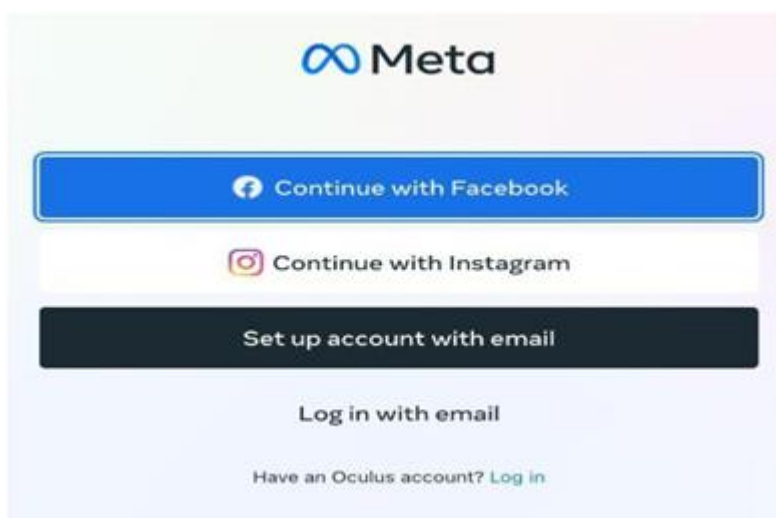 Meta
Continue with Facebook
Continue with Instagram
Set up account with email
Log in with email
Have an Oculus account? Log in